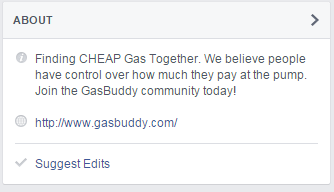 ABOUT
Finding CHEAP Gas Together. We believe people
have control over how much they pay at the pump.
Join the GasBuddy community today!
http://www.gasbuddy.com/
Suggest Edits